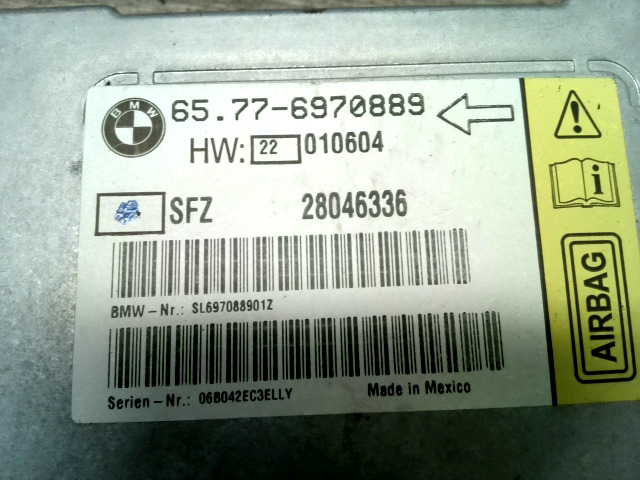 BMW
65.77-6970889
HW: 22 010604
SFZ 28046336
BMW-Nr.: SL697088901Z
Serien-Nr.: 06B042EC3ELLY Made in Mexico
i
AIRBAG